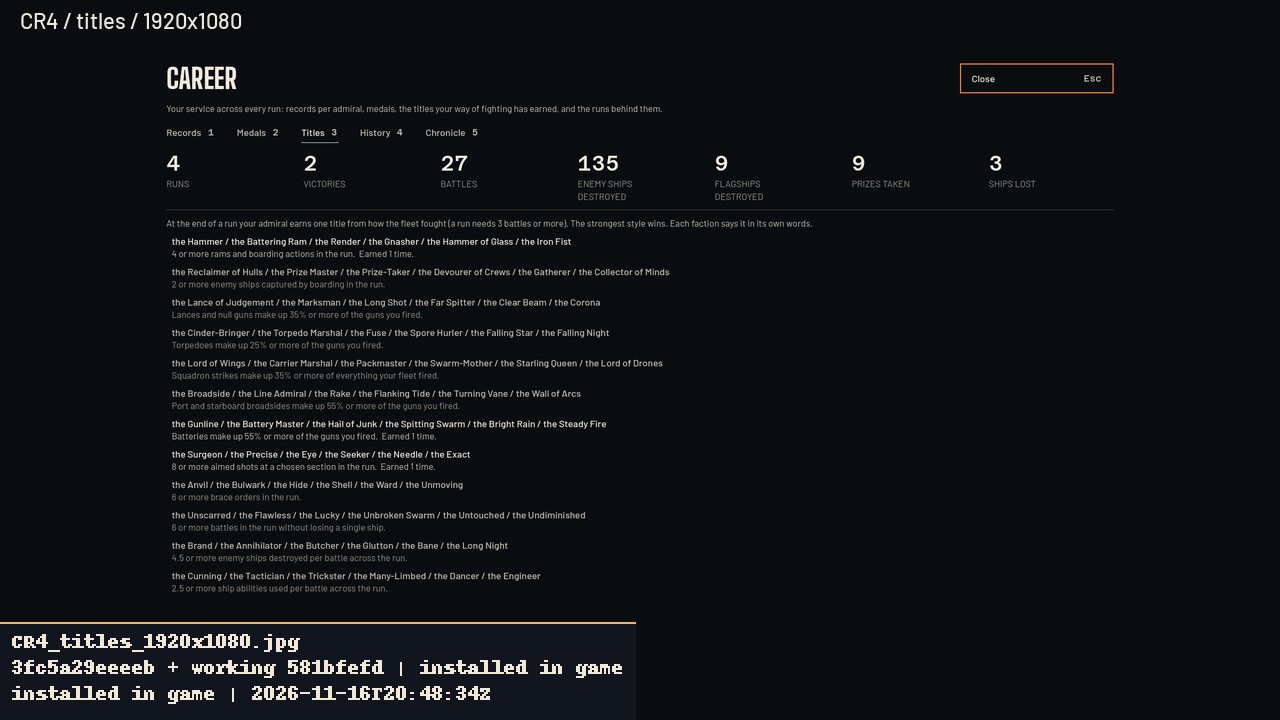 CR4 / titles / 1920x1080
CAREER
Close Esc
Your service across every run: records per admiral, medals, the titles your way of fighting has earned, and the runs behind them.
Records 1 Medals 2 Titles 3 History 4 Chronicle 5
4 2 27 135 9 9 3
RUNS VICTORIES BATTLES ENEMY SHIPS DESTROYED FLAGSHIPS DESTROYED PRIZES TAKEN SHIPS LOST
At the end of a run your admiral earns one title from how the fleet fought (a run needs 3 battles or more). The strongest style wins. Each faction says it in its own words.
the Hammer / the Battering Ram / the Render / the Gnasher / the Hammer of Glass / the Iron Fist
4 or more rams and boarding actions in the run. Earned 1 time.
the Reclaimer of Hulls / the Prize Master / the Prize-Taker / the Devourer of Crews / the Gatherer / the Collector of Minds
2 or more enemy ships captured by boarding in the run.
the Lance of Judgement / the Marksman / the Long Shot / the Far Spitter / the Clear Beam / the Corona
Lances and null guns make up 35% or more of the guns you fired.
the Cinder-Bringer / the Torpedo Marshal / the Fuse / the Spore Hurler / the Falling Star / the Falling Night
Torpedoes make up 25% or more of the guns you fired.
the Lord of Wings / the Carrier Marshal / the Packmaster / the Swarm-Mother / the Starling Queen / the Lord of Drones
Squadron strikes make up 35% or more of everything your fleet fired.
the Broadside / the Line Admiral / the Rake / the Flanking Tide / the Turning Vane / the Wall of Arcs
Port and starboard broadsides make up 55% or more of the guns you fired.
the Gunline / the Battery Master / the Hail of Junk / the Spitting Swarm / the Bright Rain / the Steady Fire
Batteries make up 55% or more of the guns you fired. Earned 1 time.
the Surgeon / the Precise / the Eye / the Seeker / the Needle / the Exact
8 or more aimed shots at a chosen section in the run. Earned 1 time.
the Anvil / the Bulwark / the Hide / the Shell / the Ward / the Unmoving
6 or more brace orders in the run.
the Unscarred / the Flawless / the Lucky / the Unbroken Swarm / the Untouched / the Undiminished
6 or more battles in the run without losing a single ship.
the Brand / the Annihilator / the Butcher / the Glutton / the Bane / the Long Night
4.5 or more enemy ships destroyed per battle across the run.
the Cunning / the Tactician / the Trickster / the Many-Limbed / the Dancer / the Engineer
2.5 or more ship abilities used per battle across the run.
CR4_titles_1920x1080.jpg
3fc5a29eeeeb + working 581bfefd | installed in game
installed in game | 2026-11-16T20:48:34Z